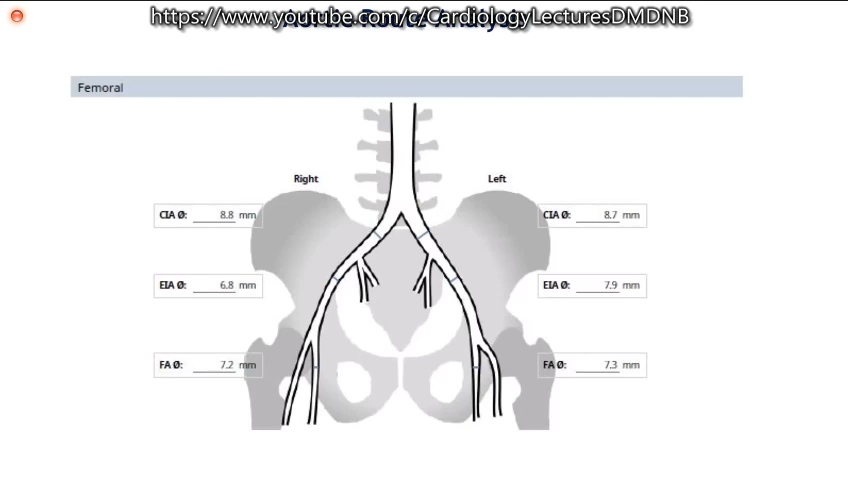 https://www.youtube.com/c/CardiologyLecturesDMDNB
Femoral
Right Left
CIA Ø: 8.8 mm CIA Ø: 8.7 mm
EIA Ø: 6.8 mm EIA Ø: 7.9 mm
FA Ø: 7.2 mm FA Ø: 7.3 mm